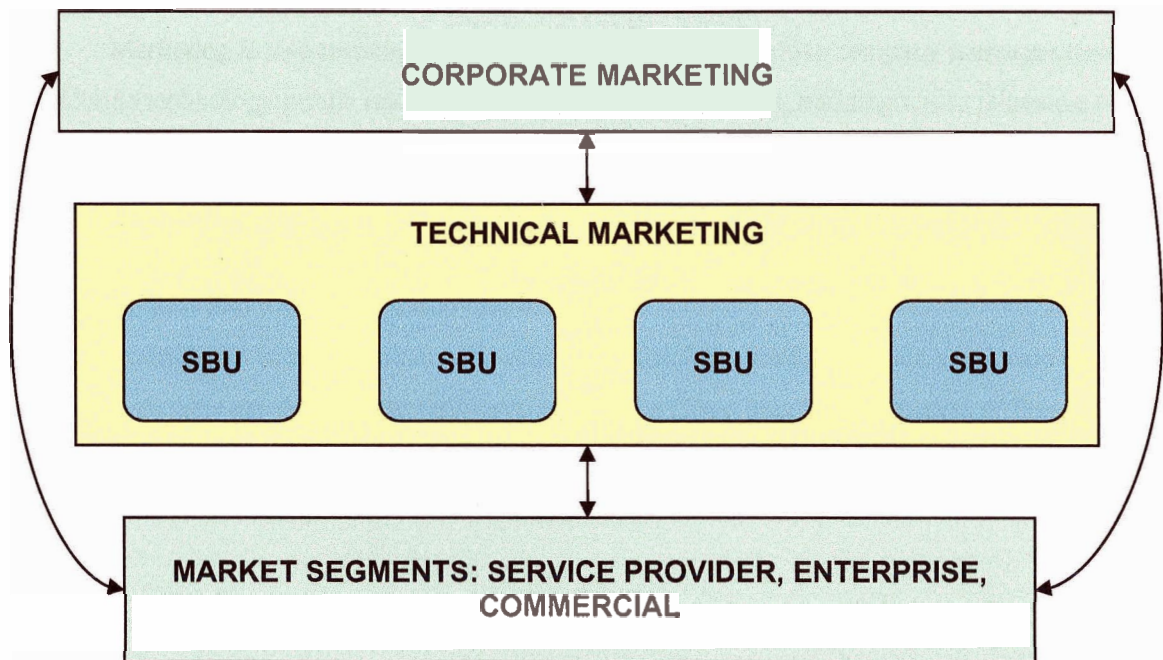 CORPORATE MARKETING
TECHNICAL MARKETING
SBU
SBU
SBU
SBU
MARKET SEGMENTS: SERVICE PROVIDER, ENTERPRISE,
COMMERCIAL